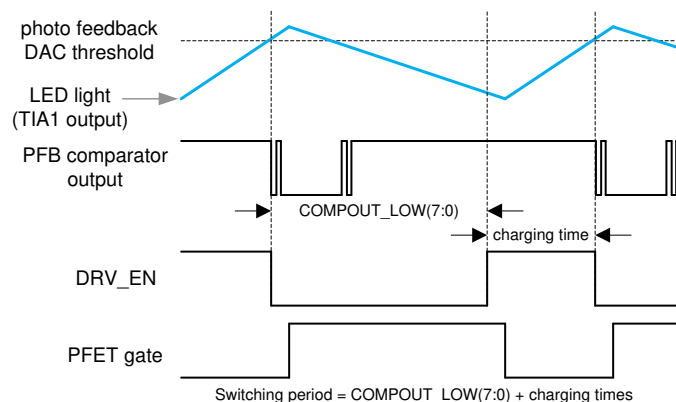 photo feedback
DAC threshold
LED light
(TIA1 output)
PFB comparator
output
COMPOUT_LOW(7:0)
charging time
DRV_EN
PFET gate
Switching period = COMPOUT_LOW(7:0) + charging times